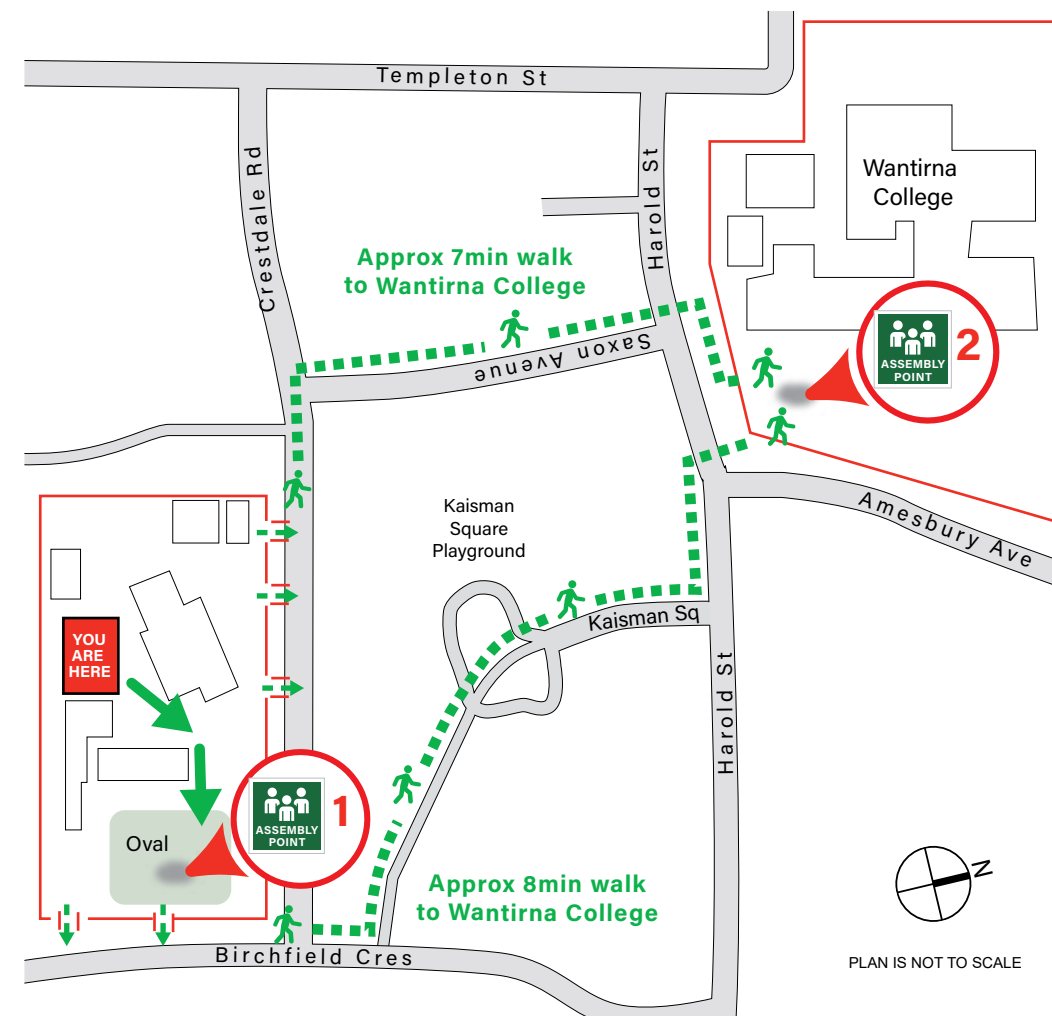 Templeton St
Crestdale Rd
Harold St
Wantirna
College
Approx 7min walk
to Wantirna College
Saxon Avenue
ASSEMBLY
POINT
2
Kaisman
Square
Playground
Amesbury Ave
YOU
ARE
HERE
Kaisman Sq
Harold St
ASSEMBLY
POINT
1
Oval
Approx 8min walk
to Wantirna College
N
Birchfield Cres
PLAN IS NOT TO SCALE